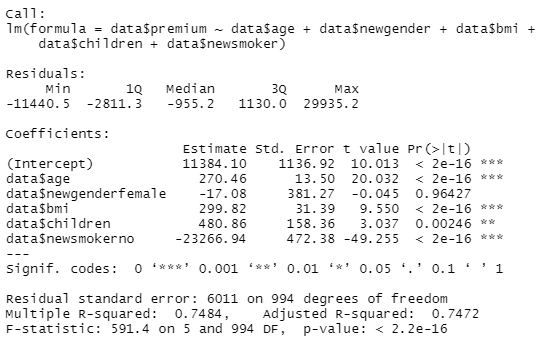 Call:
lm(formula = data$premium ~ data$age + data$newgender + data$bmi +
    data$children + data$newsmoker)
Residuals:
     Min       1Q   Median       3Q      Max
-11440.5  -2811.3   -955.2   1130.0  29935.2
Coefficients:
                     Estimate Std. Error t value Pr(>|t|)
(Intercept)          11384.10    1136.92  10.013  < 2e-16 ***
data$age               270.46      13.50  20.032  < 2e-16 ***
data$newgenderfemale   -17.08     381.27  -0.045  0.96427
data$bmi               299.82      31.39   9.550  < 2e-16 ***
data$children          480.86     158.36   3.037  0.00246 **
data$newsmokerno    -23266.94     472.38 -49.255  < 2e-16 ***
---
Signif. codes:  0 ‘***’ 0.001 ‘**’ 0.01 ‘*’ 0.05 ‘.’ 0.1 ‘ ’ 1
Residual standard error: 6011 on 994 degrees of freedom
Multiple R-squared:  0.7484,    Adjusted R-squared:  0.7472
F-statistic: 591.4 on 5 and 994 DF,  p-value: < 2.2e-16